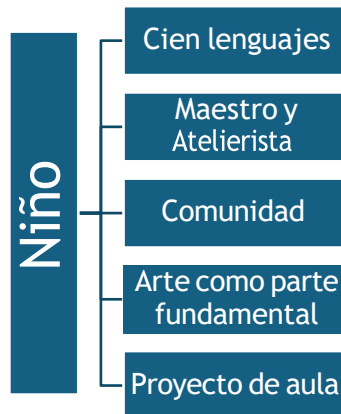 Niño
Cien lenguajes
Maestro y
Atelierista
Comunidad
Arte como parte
fundamental
Proyecto de aula